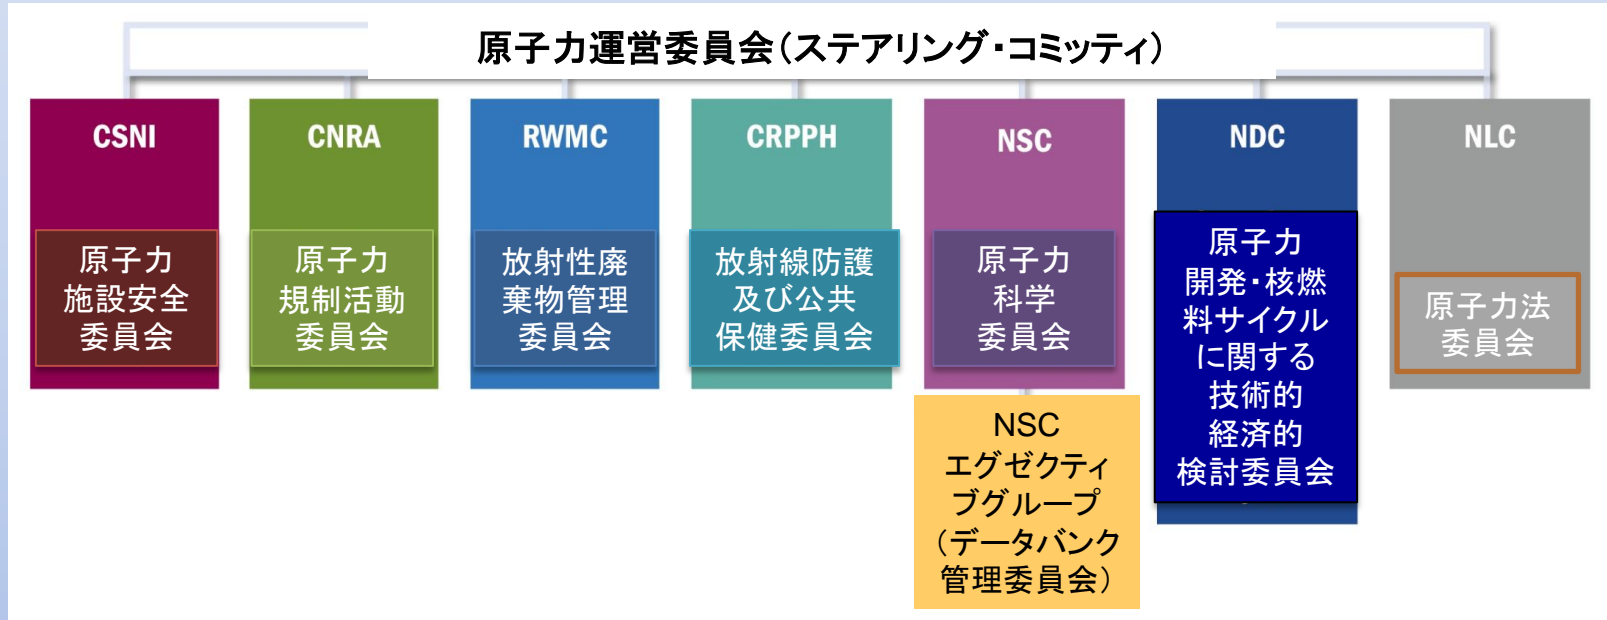 原子力運営委員会（ステアリング・コミッティ）
CSNI
原子力
施設安全
委員会
CNRA
原子力
規制活動
委員会
RWMC
放射性廃
棄物管理
委員会
CRPPH
放射線防護
及び公共
保健委員会
NSC
原子力
科学
委員会
NSC
エグゼクティ
ブグループ
（データバンク
管理委員会）
NDC
原子力
開発・核燃
料サイクル
に関する
技術的
経済的
検討委員会
NLC
原子力法
委員会